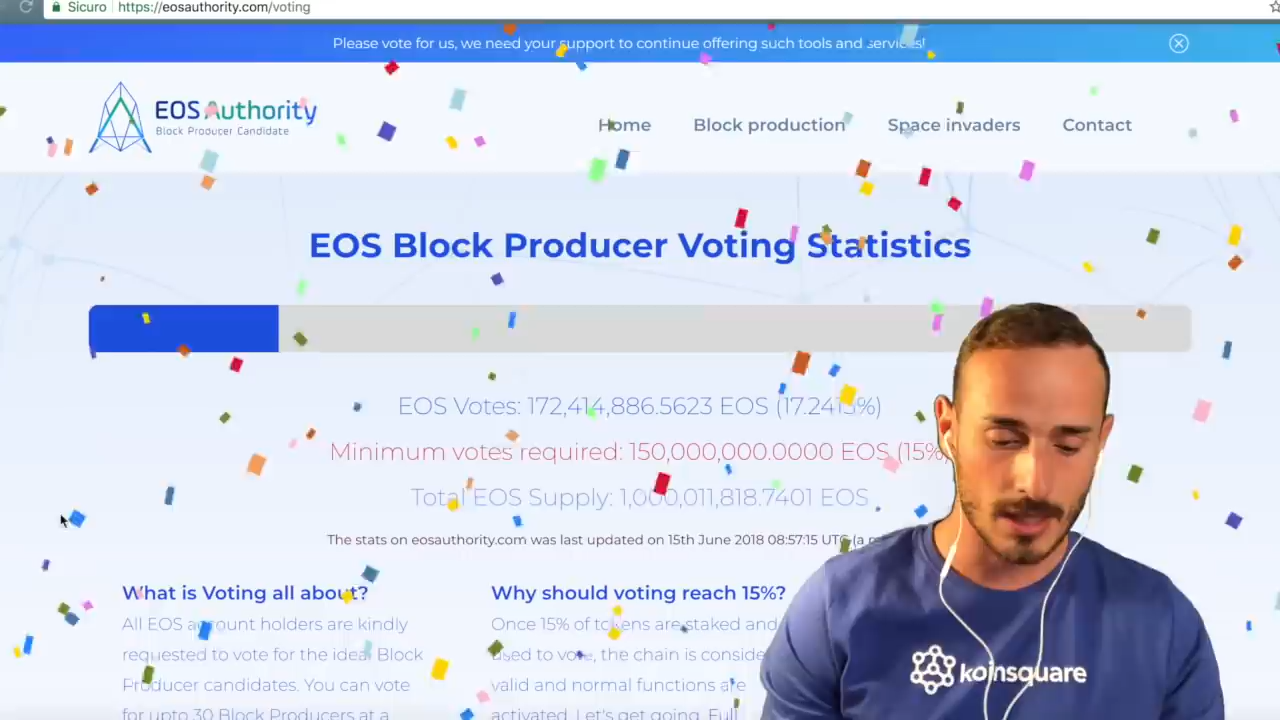 Sicuro https://eosauthority.com/voting
Please vote for us, we need your support to continue offering such tools and services!
EOS Authority
Block Producer Candidate
Home Block production Space invaders Contact
EOS Block Producer Voting Statistics
EOS Votes: 172,414,886.5623 EOS (17.2415%)
Minimum votes required: 150,000,000.0000 EOS (15%)
Total EOS Supply: 1,000,011,818.7401 EOS
The stats on eosauthority.com was last updated on 15th June 2018 08:57:15 UTC (a
What is Voting all about?
Why should voting reach 15%?
All EOS account holders are kindly
requested to vote for the ideal Block
Producer candidates. You can vote
for upto 30 Block Producers at a
Once 15% of tokens are staked and
used to vote, the chain is
valid and normal functions are
activated. Let's get going. Full
koinsquare